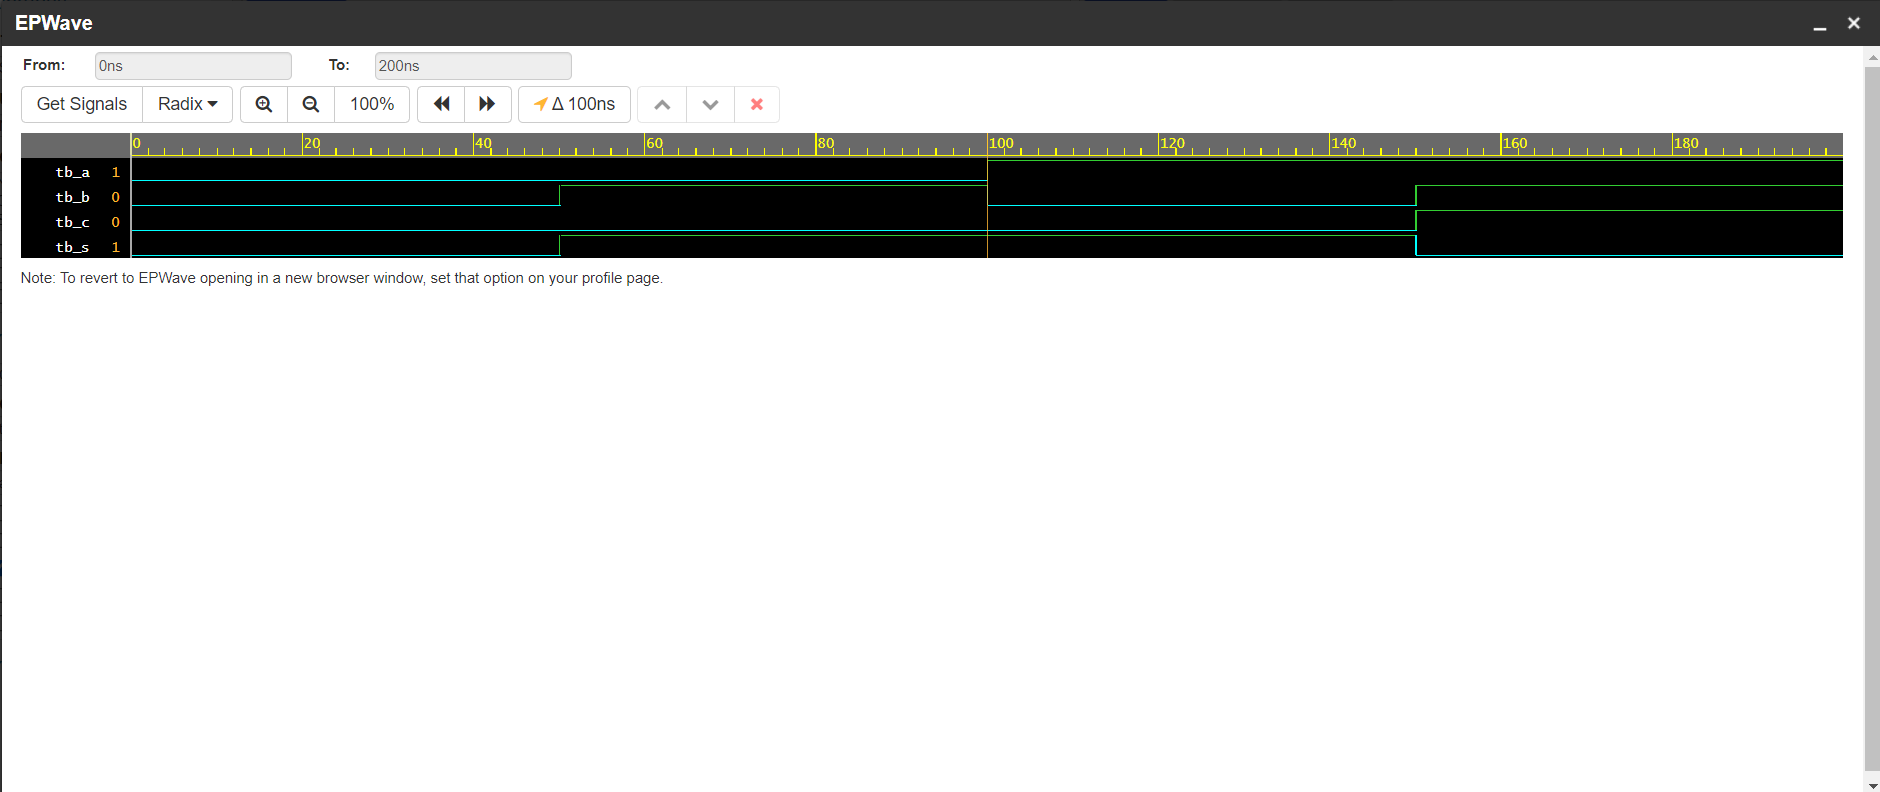 EPWave
From: 0ns To: 200ns
Get Signals Radix 100% Δ 100ns
0 20 40 60 80 100 120 140 160 180
tb_a 1
tb_b 0
tb_c 0
tb_s 1
Note: To revert to EPWave opening in a new browser window, set that option on your profile page.